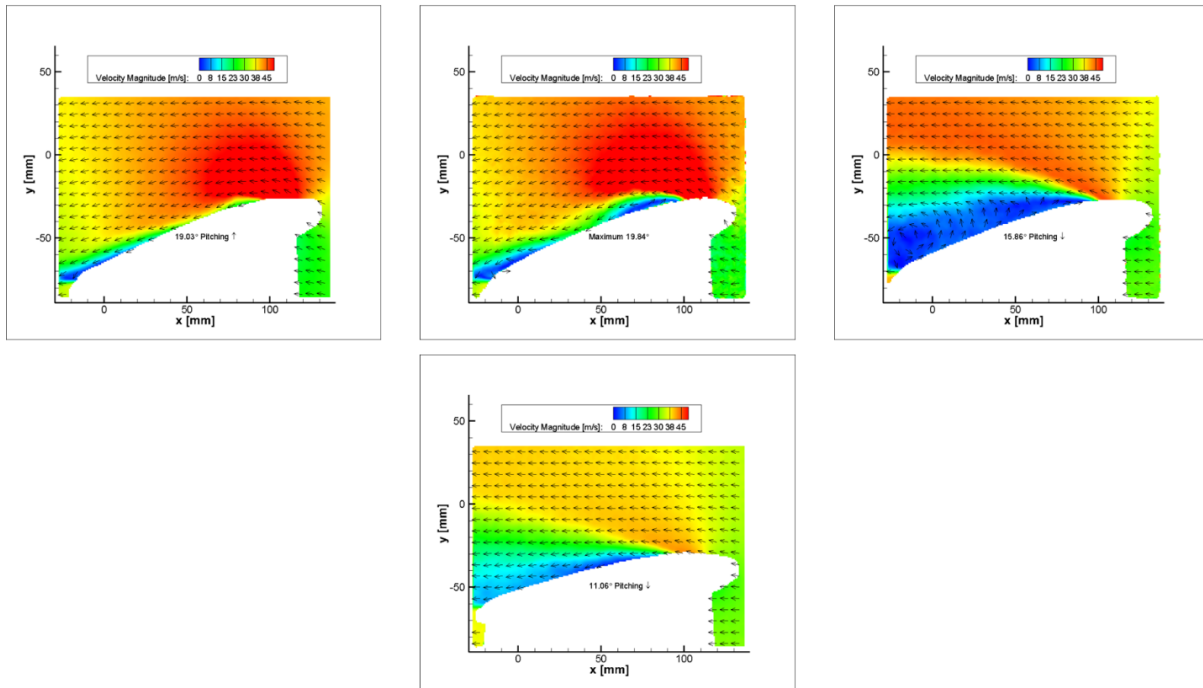 Velocity Magnitude [m/s]: 0 8 15 23 30 38 45
50
0
-50
y [mm]
19.03° Pitching ↑
0 50 100
x [mm]
Velocity Magnitude [m/s]: 0 8 15 23 30 38 45
50
0
-50
y [mm]
Maximum 19.84°
0 50 100
x [mm]
Velocity Magnitude [m/s]: 0 8 15 23 30 38 45
50
0
-50
y [mm]
15.86° Pitching ↓
0 50 100
x [mm]
Velocity Magnitude [m/s]: 0 8 15 23 30 38 45
50
0
-50
y [mm]
11.06° Pitching ↓
0 50 100
x [mm]